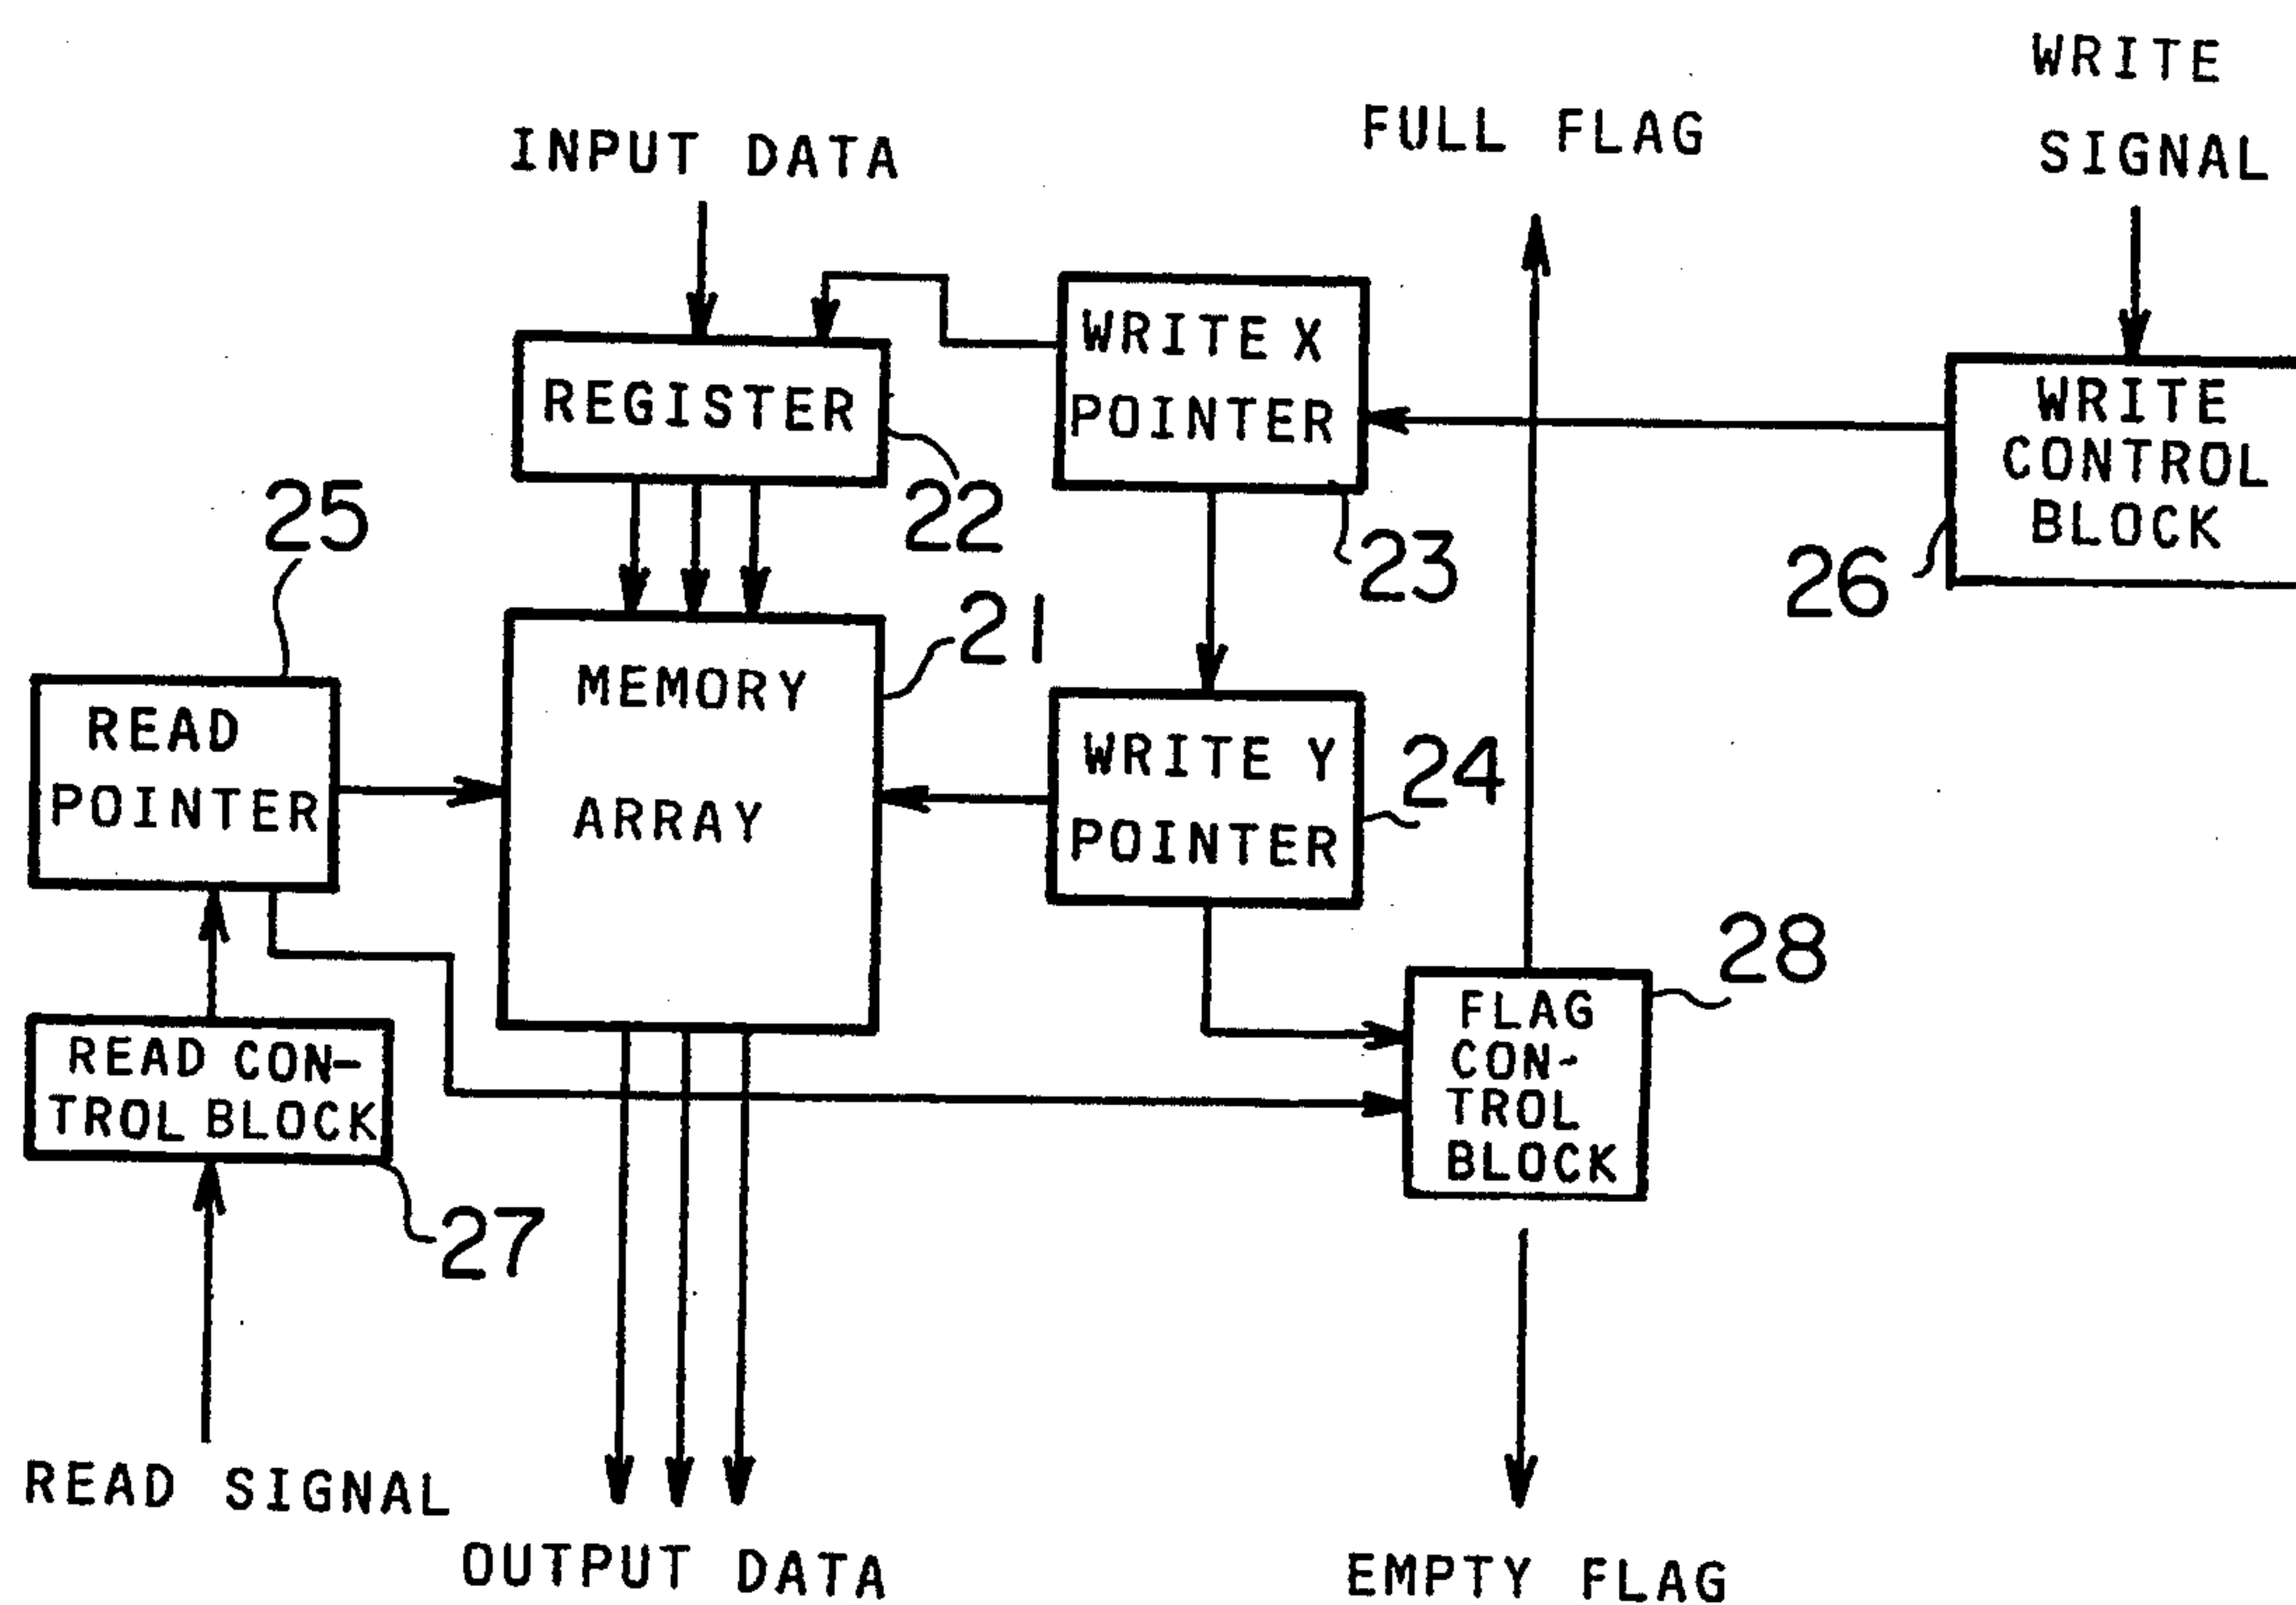 WRITE
SIGNAL
FULL FLAG
INPUT DATA
WRITE X
POINTER
REGISTER
WRITE
CONTROL
BLOCK
25
22
23
26
21
MEMORY
ARRAY
READ
POINTER
WRITE Y
POINTER
24
28
FLAG
CON-
TROL
BLOCK
READ CON-
TROL BLOCK
27
READ SIGNAL
OUTPUT DATA
EMPTY FLAG